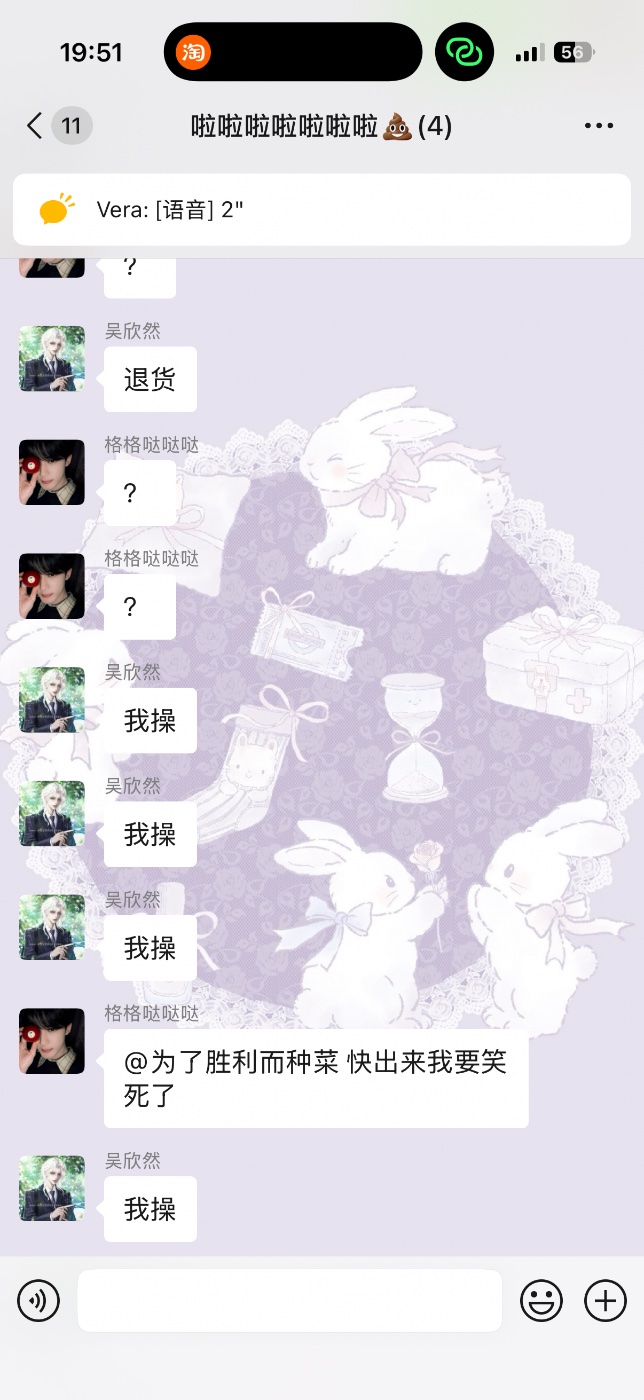 19:51
淘
56
11
啦啦啦啦啦啦啦💩(4)
Vera: [语音] 2"
?
吴欣然
退货
格格哒哒哒
?
格格哒哒哒
?
吴欣然
我操
吴欣然
我操
吴欣然
我操
格格哒哒哒
@为了胜利而种菜 快出来我要笑
死了
吴欣然
我操